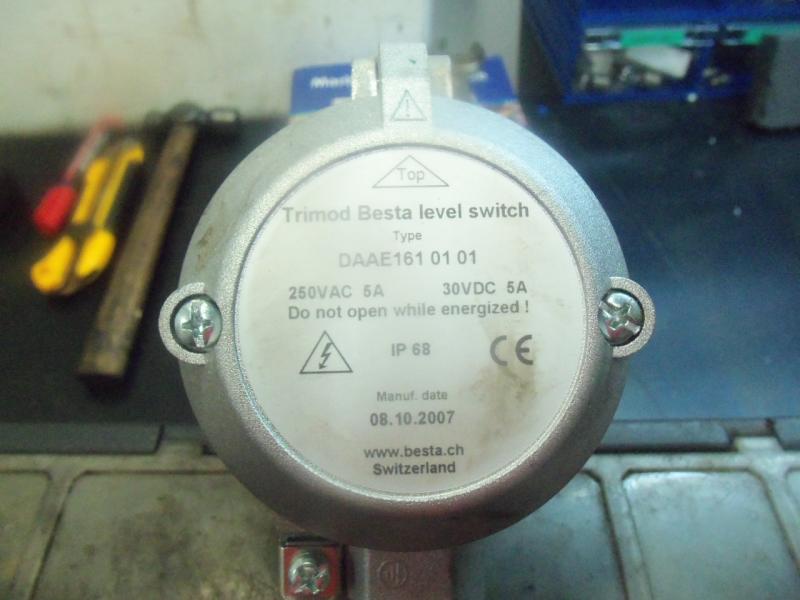 Top
Trimod Besta level switch
Type
DAAE161 01 01
250VAC 5A 30VDC 5A
Do not open while energized !
IP 68 CE
Manuf. date
08.10.2007
www.besta.ch
Switzerland